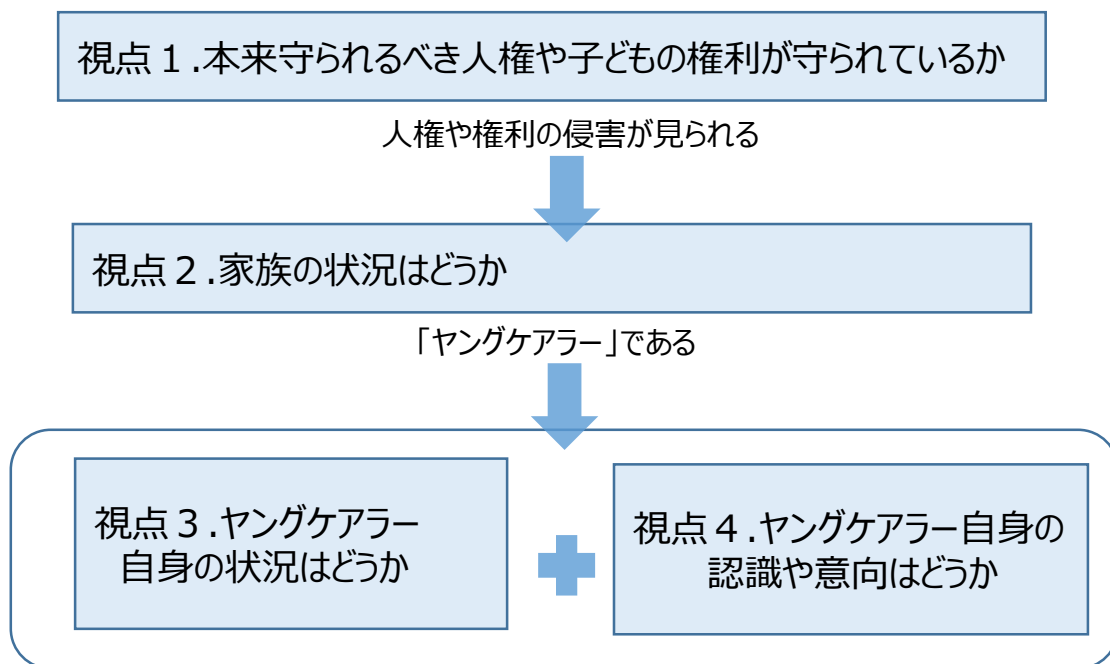 視点１.本来守られるべき人権や子どもの権利が守られているか
人権や権利の侵害が見られる
視点２.家族の状況はどうか
「ヤングケアラー」である
視点３.ヤングケアラー
自身の状況はどうか
視点４.ヤングケアラー自身の
認識や意向はどうか